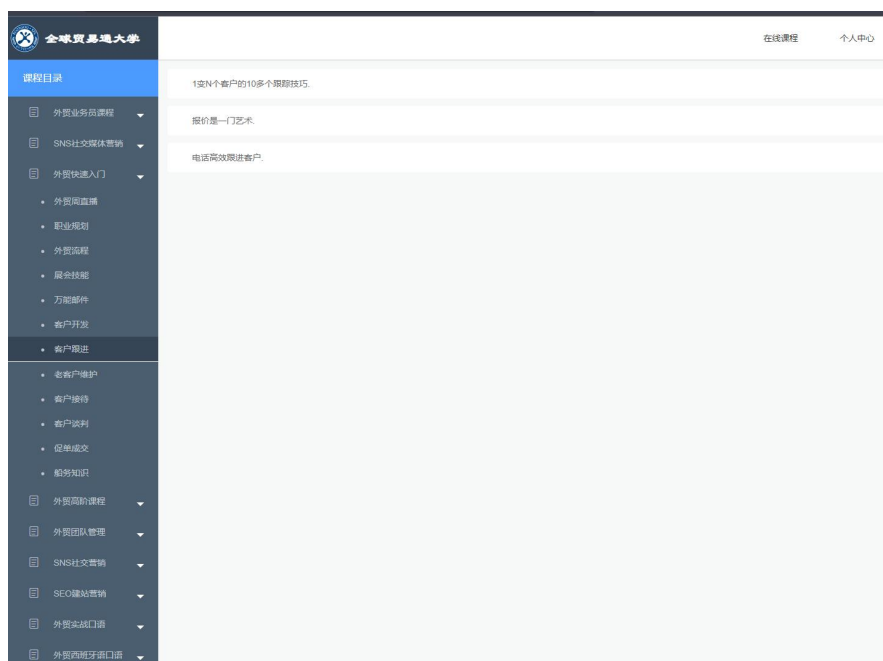 全球贸易通大学
在线课程
个人中心
课程目录
外贸业务员课程
SNS社交媒体营销
外贸快速入门
外贸周直播
职业规划
外贸流程
展会技能
万能邮件
客户开发
客户跟进
老客户维护
客户接待
客户谈判
促单成交
船务知识
外贸高阶课程
外贸团队管理
SNS社交营销
SEO建站营销
外贸实战口语
外贸西班牙语口语
1变N个客户的10多个跟踪技巧.
报价是一门艺术.
电话高效跟进客户.